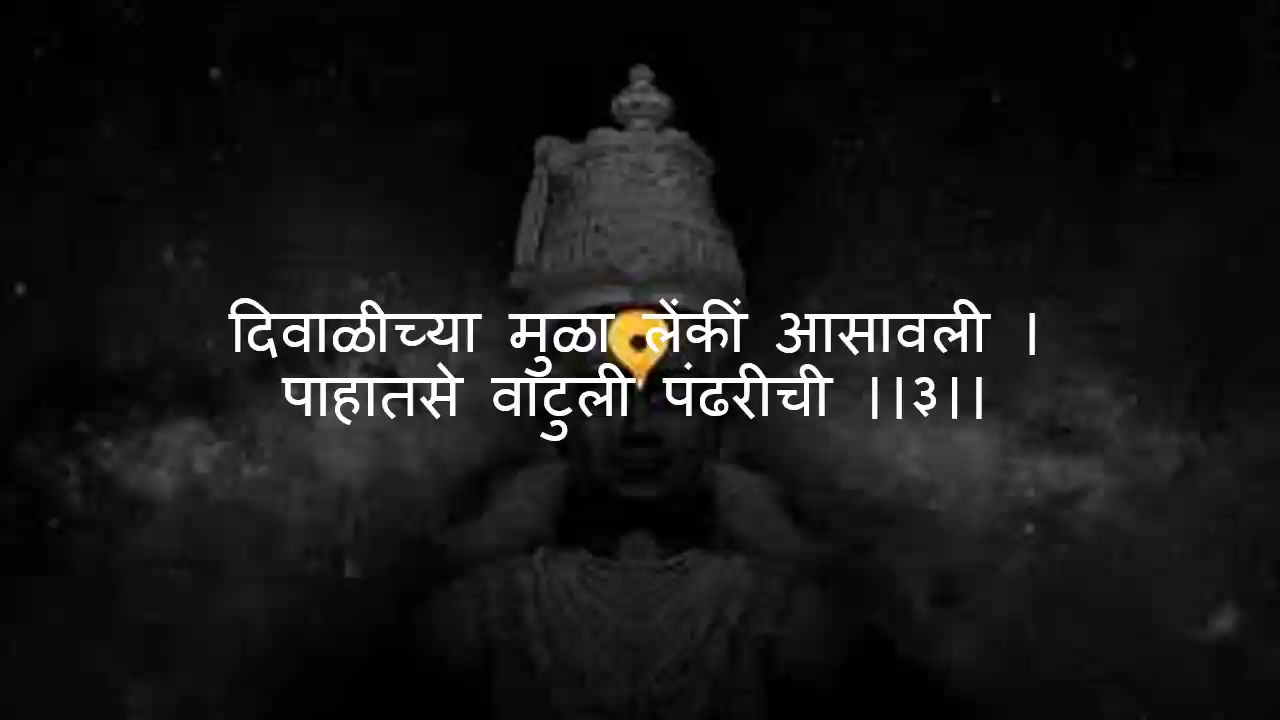 दिवाळीच्या मुळा लेंकीं आसावली ।
पाहातसे वाटुली पंढरीची ।।३।।